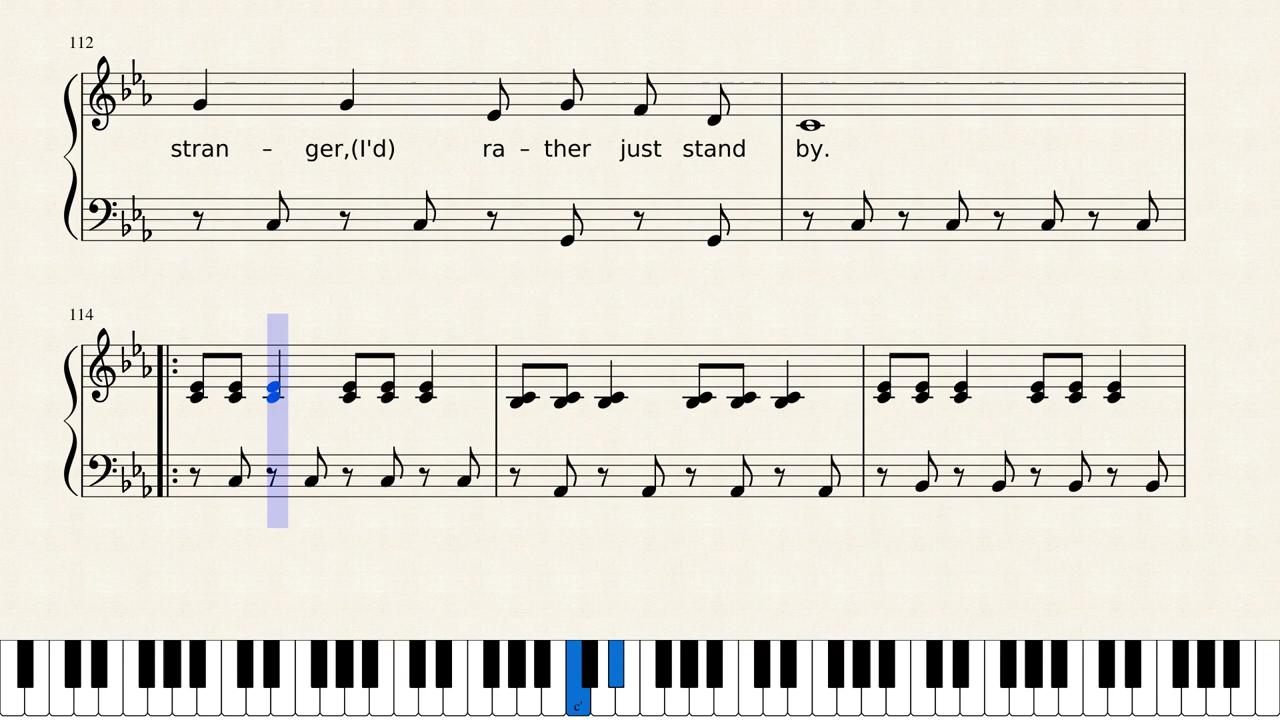 112
stran - ger,(I'd) ra - ther just stand by.
114
c'